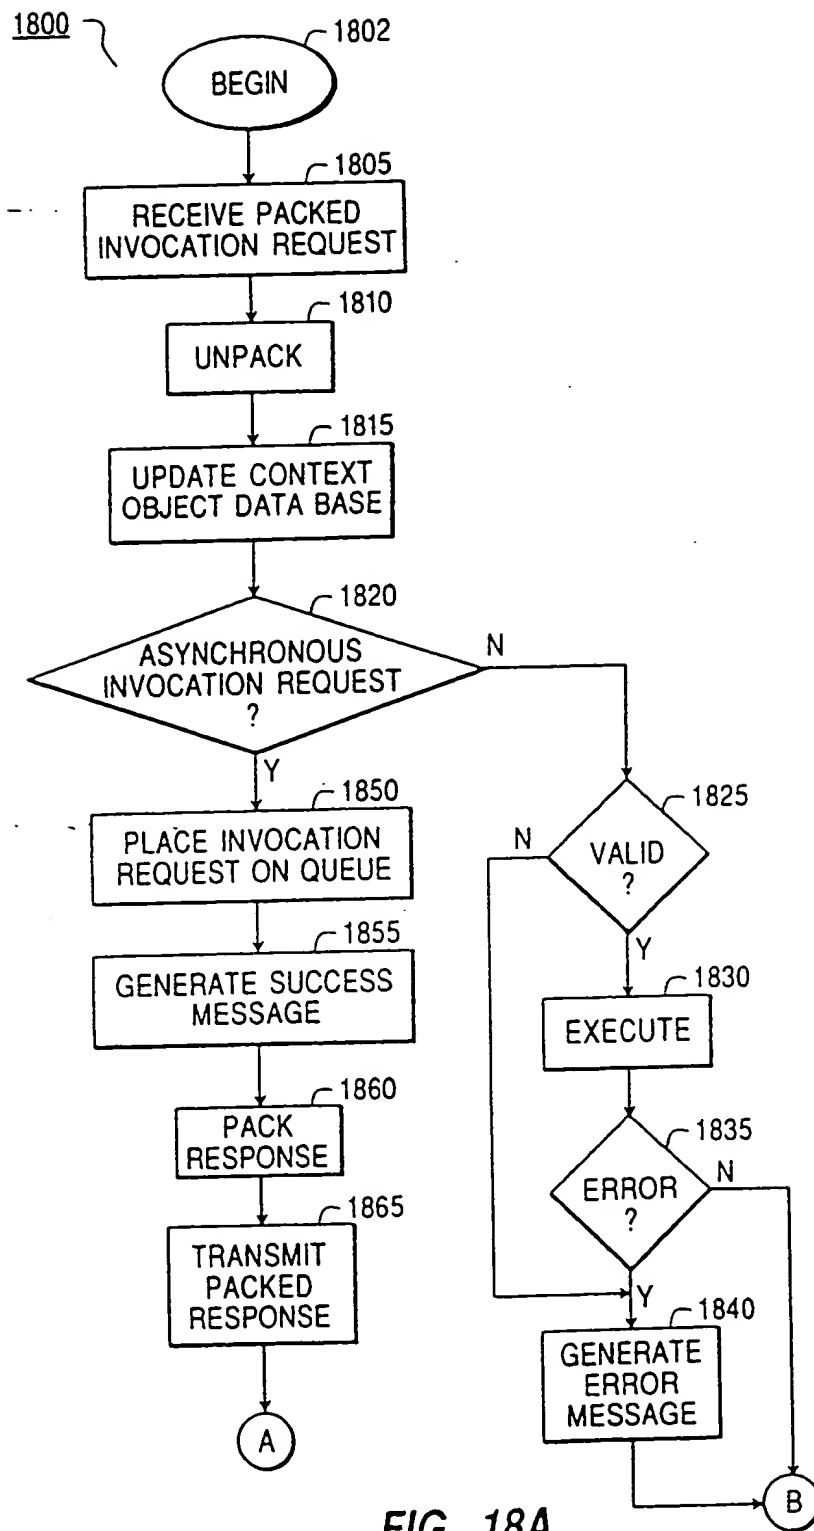 1800
1802
BEGIN
1805
RECEIVE PACKED
INVOCATION REQUEST
1810
UNPACK
1815
UPDATE CONTEXT
OBJECT DATA BASE
1820
ASYNCHRONOUS
INVOCATION REQUEST
?
N
Y
1850
PLACE INVOCATION
REQUEST ON QUEUE
1855
GENERATE SUCCESS
MESSAGE
1860
PACK
RESPONSE
1865
TRANSMIT
PACKED
RESPONSE
A
1825
VALID
?
N
Y
1830
EXECUTE
1835
ERROR
?
N
Y
1840
GENERATE
ERROR
MESSAGE
B
FIG. 18A